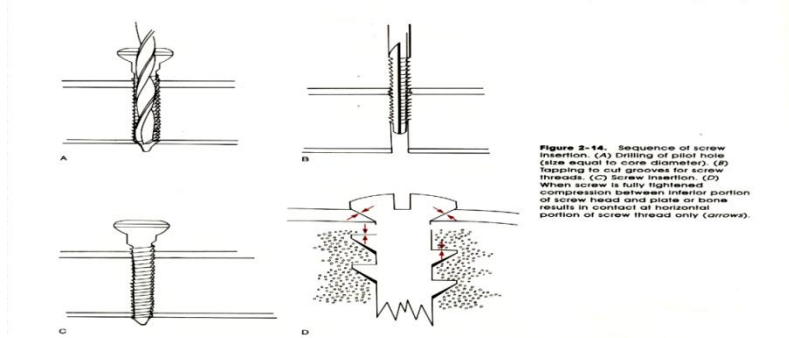 A
B
C
D
Figure 2-14. Sequence of screw
insertion. (A) Drilling of pilot hole
(size equal to core diameter). (B)
Tapping to cut grooves for screw
threads. (C) Screw insertion. (D)
When screw is fully tightened
compression between inferior portion
of screw head and plate or bone
results in contact at horizontal
portion of screw thread only (arrows).